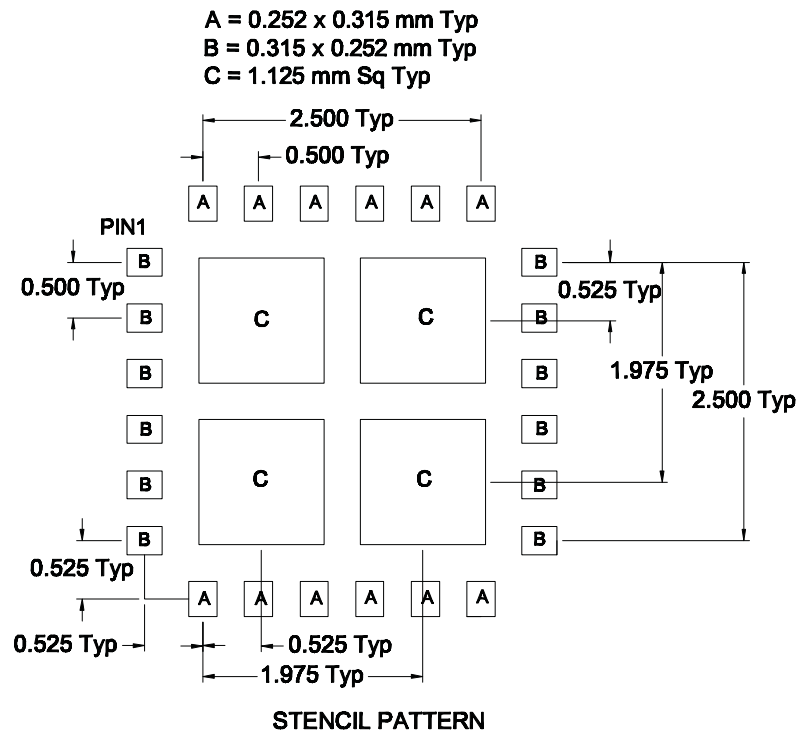 A = 0.252 x 0.315 mm Typ
B = 0.315 x 0.252 mm Typ
C = 1.125 mm Sq Typ
2.500 Typ
0.500 Typ
A A A A A A
PIN1
B B
0.500 Typ
0.525 Typ
C C
B B
B B
1.975 Typ
2.500 Typ
B B
C C
B B
B B
0.525 Typ
A A A A A A
0.525 Typ
0.525 Typ
1.975 Typ
STENCIL PATTERN